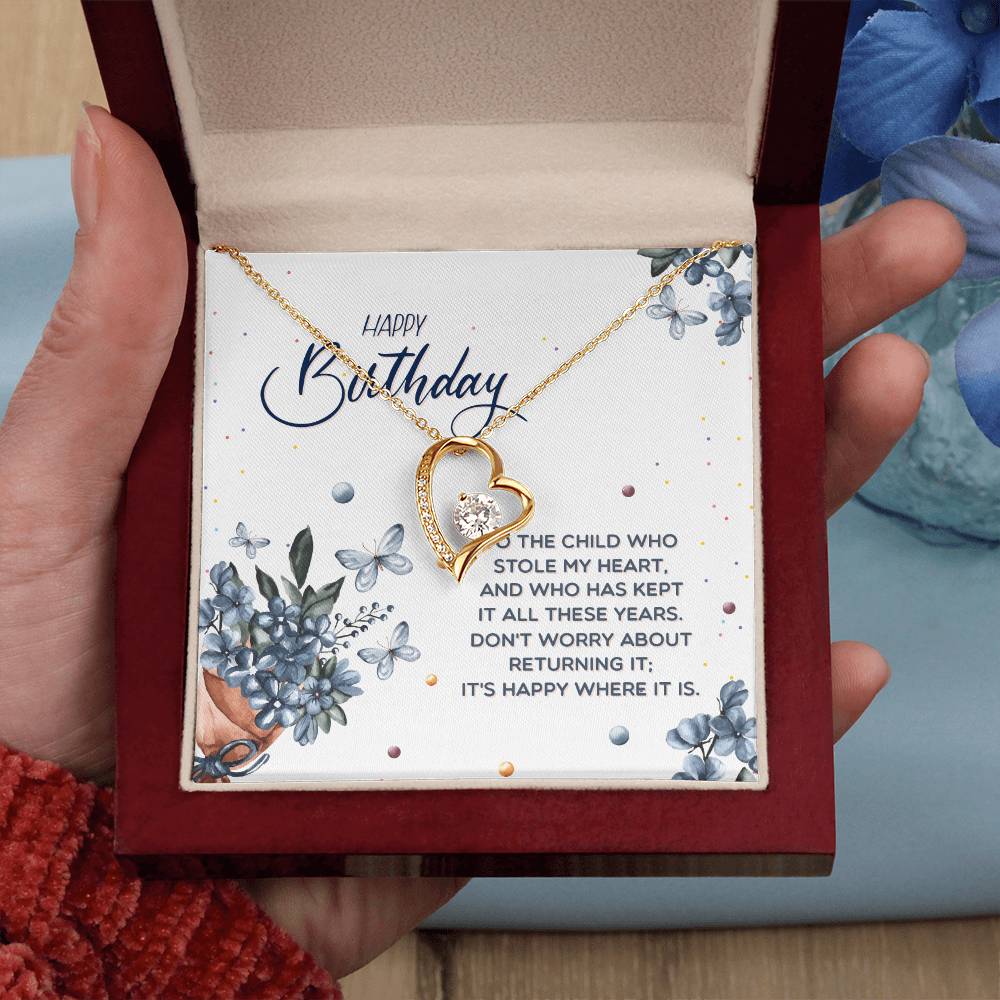 HAPPY
Birthday
O THE CHILD WHO
STOLE MY HEART,
AND WHO HAS KEPT
IT ALL THESE YEARS.
DON'T WORRY ABOUT
RETURNING IT;
IT'S HAPPY WHERE IT IS.